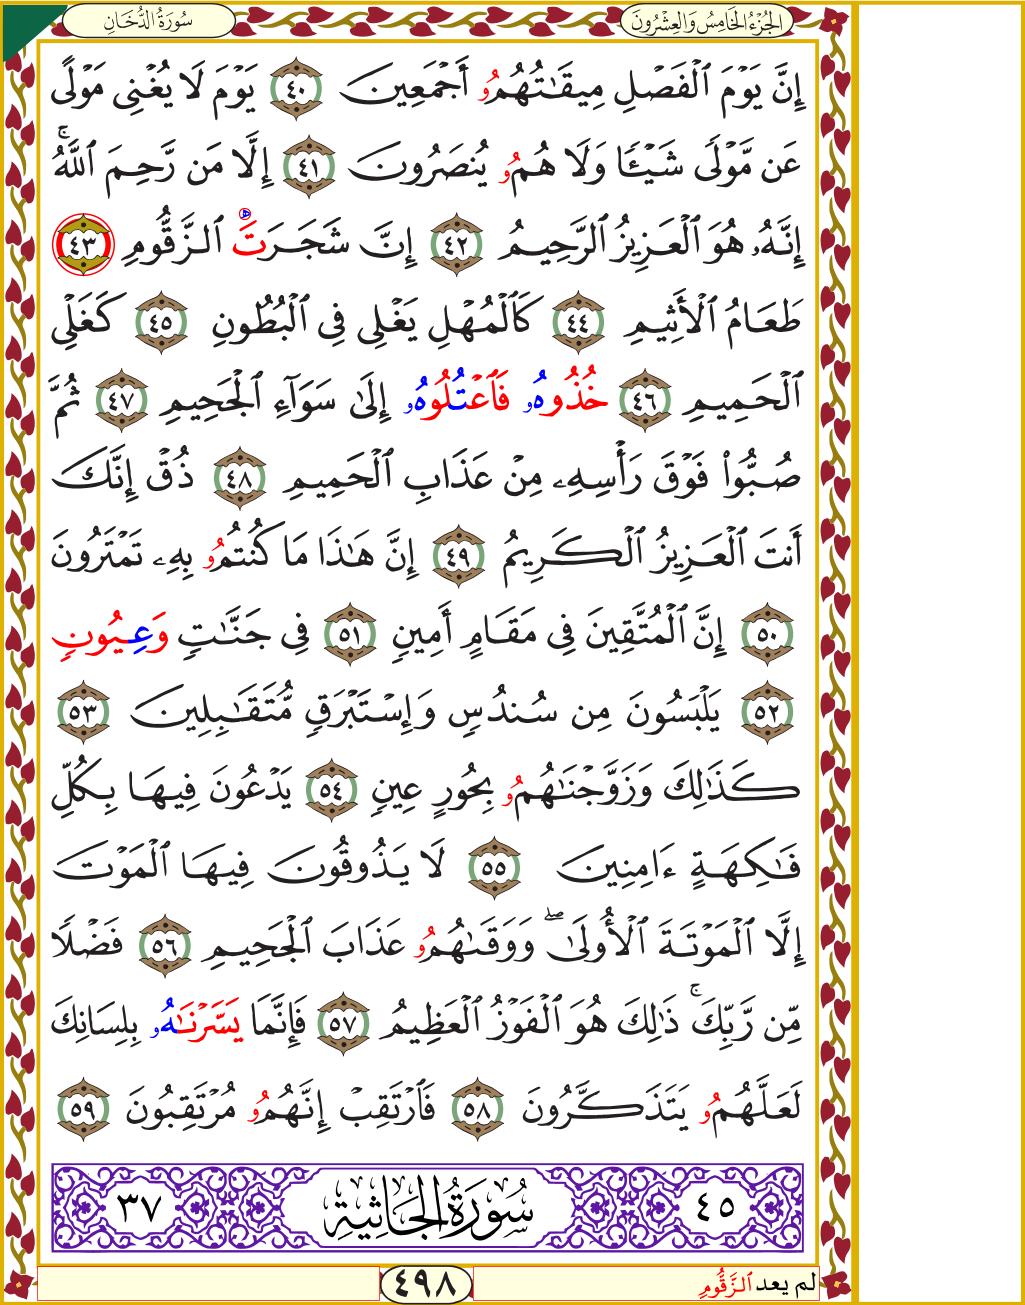 الجُزْءُ الخَامِسُ وَالعِشْرُونَ
سُورَةُ الدُّخَانِ
إِنَّ يَوْمَ ٱلْفَصْلِ مِيقَٰتُهُمُۥ أَجْمَعِينَ ٤٠ يَوْمَ لَا يُغْنِى مَوْلًى
عَن مَّوْلًى شَيْـًٔا وَلَا هُمُۥ يُنصَرُونَ ٤١ إِلَّا مَن رَّحِمَ ٱللَّهُۚ
إِنَّهُۥ هُوَ ٱلْعَزِيزُ ٱلرَّحِيمُ ٤٢ إِنَّ شَجَرَتَ ٱلزَّقُّومِ ٤٣
طَعَامُ ٱلْأَثِيمِ ٤٤ كَٱلْمُهْلِ تَغْلِى فِى ٱلْبُطُونِ ٤٥ كَغَلْىِ
ٱلْحَمِيمِ ٤٦ خُذُوهُۥ فَٱعْتُلُوهُۥ إِلَىٰ سَوَآءِ ٱلْجَحِيمِ ٤٧ ثُمَّ
صُبُّوا۟ فَوْقَ رَأْسِهِۦ مِنْ عَذَابِ ٱلْحَمِيمِ ٤٨ ذُقْ إِنَّكَ
أَنتَ ٱلْعَزِيزُ ٱلْكَرِيمُ ٤٩ إِنَّ هَٰذَا مَا كُنتُمُۥ بِهِۦ تَمْتَرُونَ
٥٠ إِنَّ ٱلْمُتَّقِينَ فِى مَقَامٍ أَمِينٍ ٥١ فِى جَنَّٰتٍ وَعِيُونٍ
٥٢ يَلْبَسُونَ مِن سُندُسٍ وَإِسْتَبْرَقٍ مُّتَقَٰبِلِينَ ٥٣
كَذَٰلِكَ وَزَوَّجْنَٰهُمُۥ بِحُورٍ عِينٍ ٥٤ يَدْعُونَ فِيهَا بِكُلِّ
فَٰكِهَةٍ ءَامِنِينَ ٥٥ لَا يَذُوقُونَ فِيهَا ٱلْمَوْتَ
إِلَّا ٱلْمَوْتَةَ ٱلْأُولَىٰۖ وَوَقَىٰهُمُۥ عَذَابَ ٱلْجَحِيمِ ٥٦ فَضْلًا
مِّن رَّبِّكَۚ ذَٰلِكَ هُوَ ٱلْفَوْزُ ٱلْعَظِيمُ ٥٧ فَإِنَّمَا يَسَّرْنَٰهُۥ بِلِسَانِكَ
لَعَلَّهُمُۥ يَتَذَكَّرُونَ ٥٨ فَٱرْتَقِبْ إِنَّهُمُۥ مُرْتَقِبُونَ ٥٩
٤٥ سُورَةُ الجَاثِيَةِ ٣٧
لم يعد ٱلزَّقُّومِ
٤٩٨